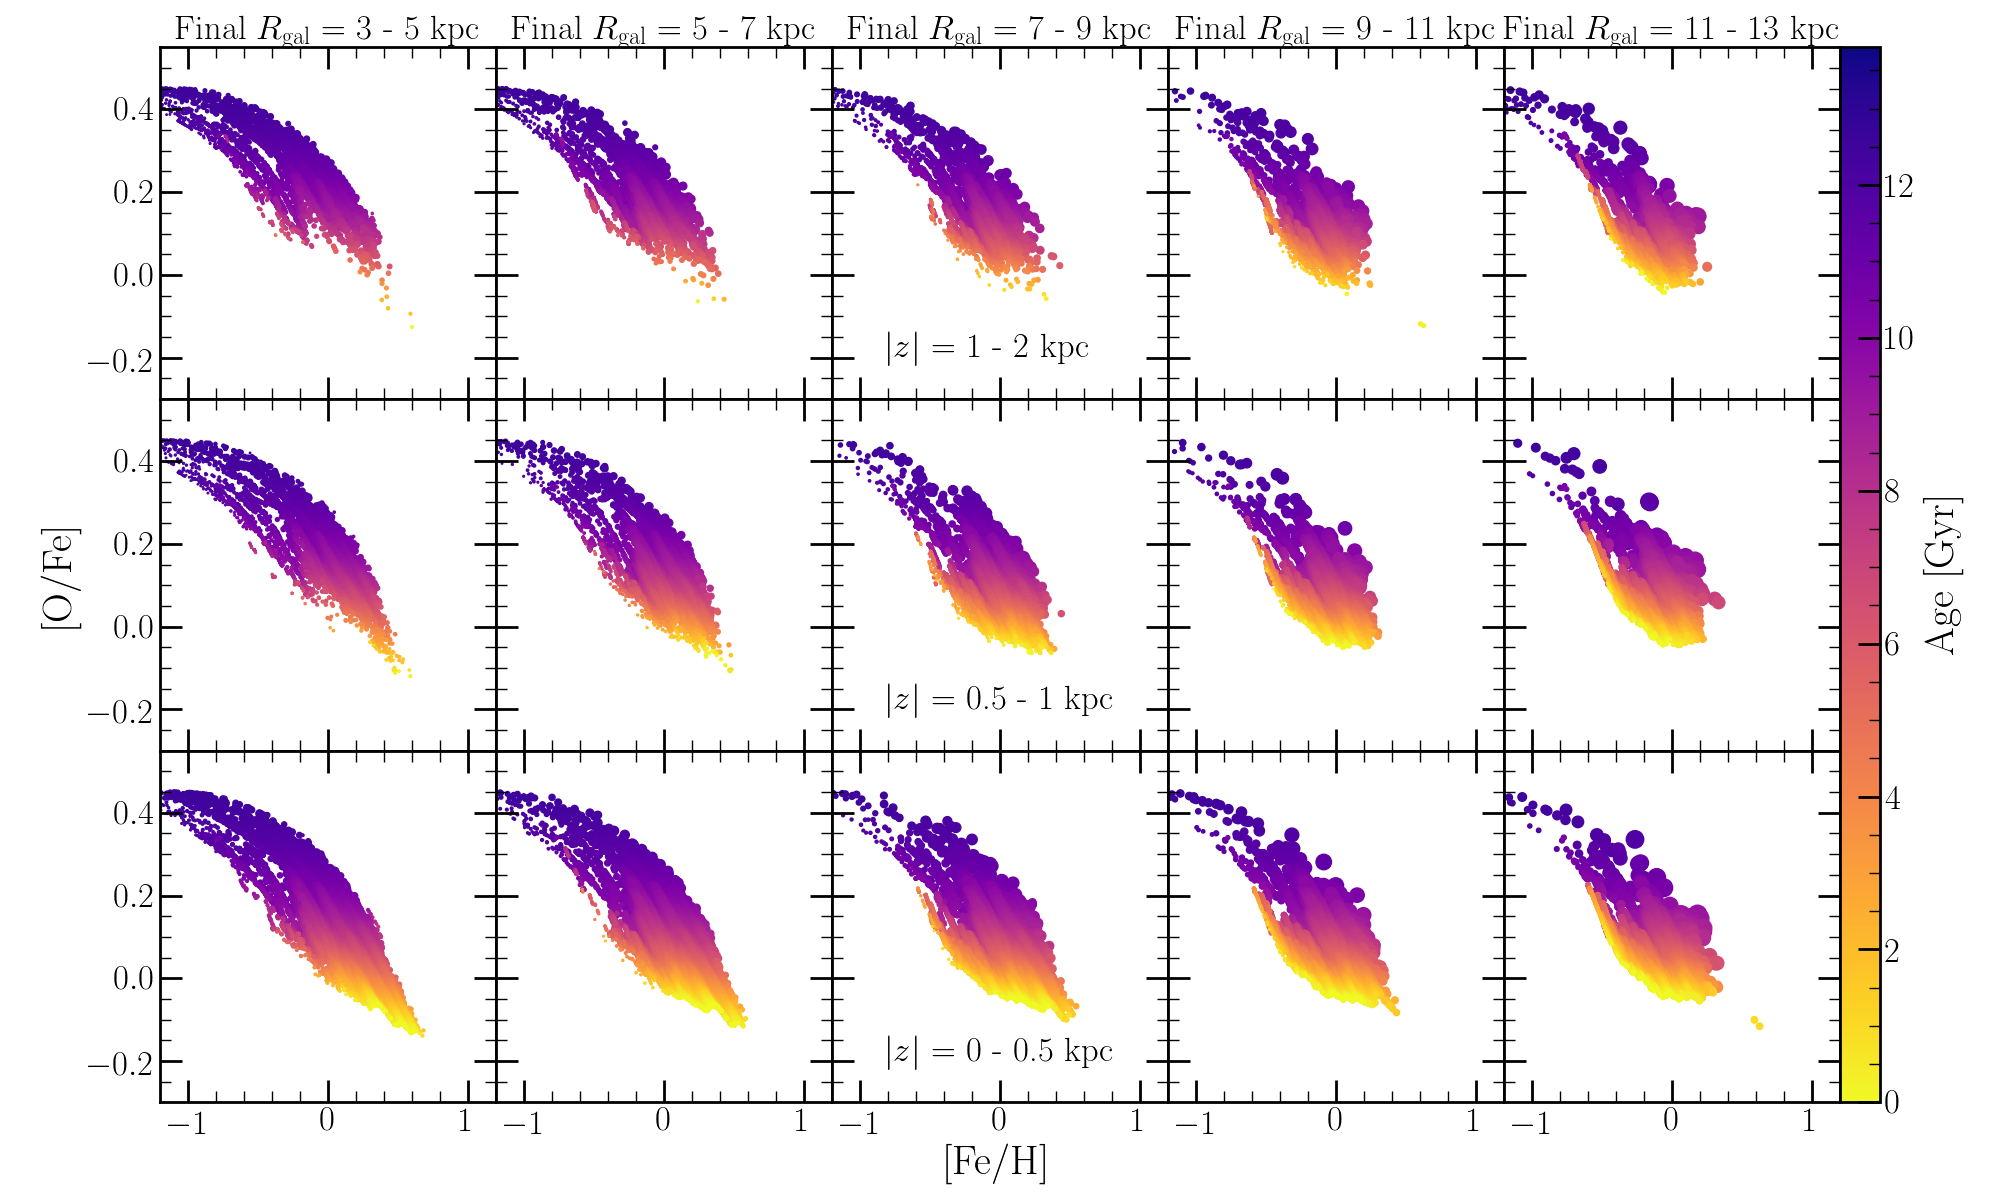 Final R_gal = 3 - 5 kpc
Final R_gal = 5 - 7 kpc
Final R_gal = 7 - 9 kpc
Final R_gal = 9 - 11 kpc
Final R_gal = 11 - 13 kpc
0.4
0.2
0.0
−0.2
|z| = 1 - 2 kpc
0.4
0.2
0.0
−0.2
|z| = 0.5 - 1 kpc
0.4
0.2
0.0
−0.2
|z| = 0 - 0.5 kpc
[O/Fe]
−1 0 1
−1 0 1
−1 0 1
−1 0 1
−1 0 1
[Fe/H]
12
10
8
6
4
2
0
Age [Gyr]